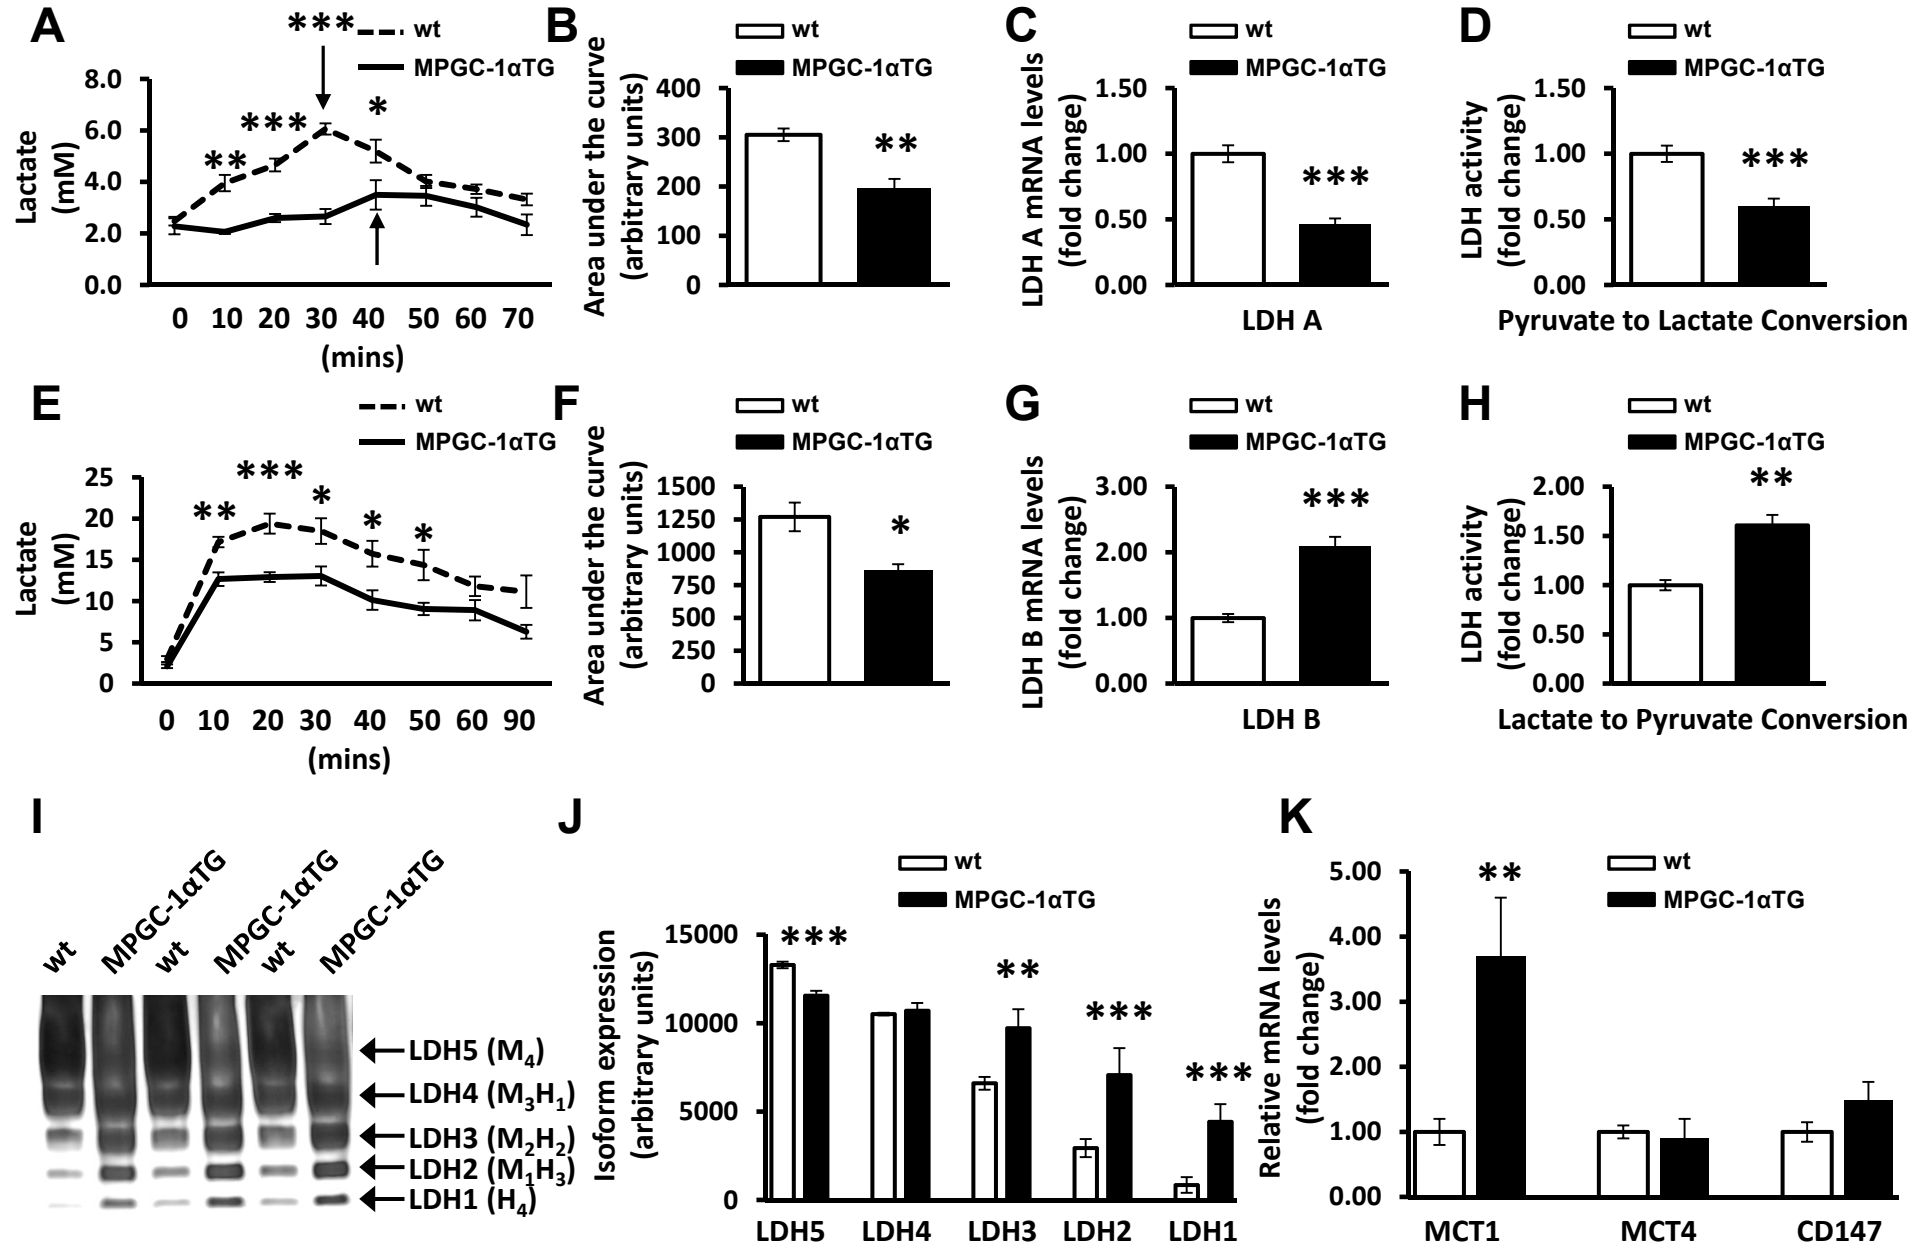 A
***
wt
MPGC-1αTG
8.0
6.0
4.0
2.0
0.0
Lactate
(mM)
**
***
*
0 10 20 30 40 50 60 70
(mins)
B
wt
MPGC-1αTG
Area under the curve
(arbitrary units)
400
300
200
100
0
**
C
wt
MPGC-1αTG
LDH A mRNA levels
(fold change)
1.50
1.00
0.50
0.00
***
LDH A
D
wt
MPGC-1αTG
LDH activity
(fold change)
1.50
1.00
0.50
0.00
***
Pyruvate to Lactate Conversion
E
wt
MPGC-1αTG
Lactate
(mM)
25
20
15
10
5
0
**
***
*
*
*
0 10 20 30 40 50 60 90
(mins)
F
wt
MPGC-1αTG
Area under the curve
(arbitrary units)
1500
1250
1000
750
500
250
0
*
G
wt
MPGC-1αTG
LDH B mRNA levels
(fold change)
3.00
2.00
1.00
0.00
***
LDH B
H
wt
MPGC-1αTG
LDH activity
(fold change)
2.00
1.50
1.00
0.50
0.00
**
Lactate to Pyruvate Conversion
I
wt
MPGC-1αTG
wt
MPGC-1αTG
wt
MPGC-1αTG
LDH5 (M4)
LDH4 (M3H1)
LDH3 (M2H2)
LDH2 (M1H3)
LDH1 (H4)
J
wt
MPGC-1αTG
Isoform expression
(arbitrary units)
15000
10000
5000
0
***
**
***
***
LDH5 LDH4 LDH3 LDH2 LDH1
K
wt
MPGC-1αTG
Relative mRNA levels
(fold change)
5.00
4.00
3.00
2.00
1.00
0.00
**
MCT1 MCT4 CD147